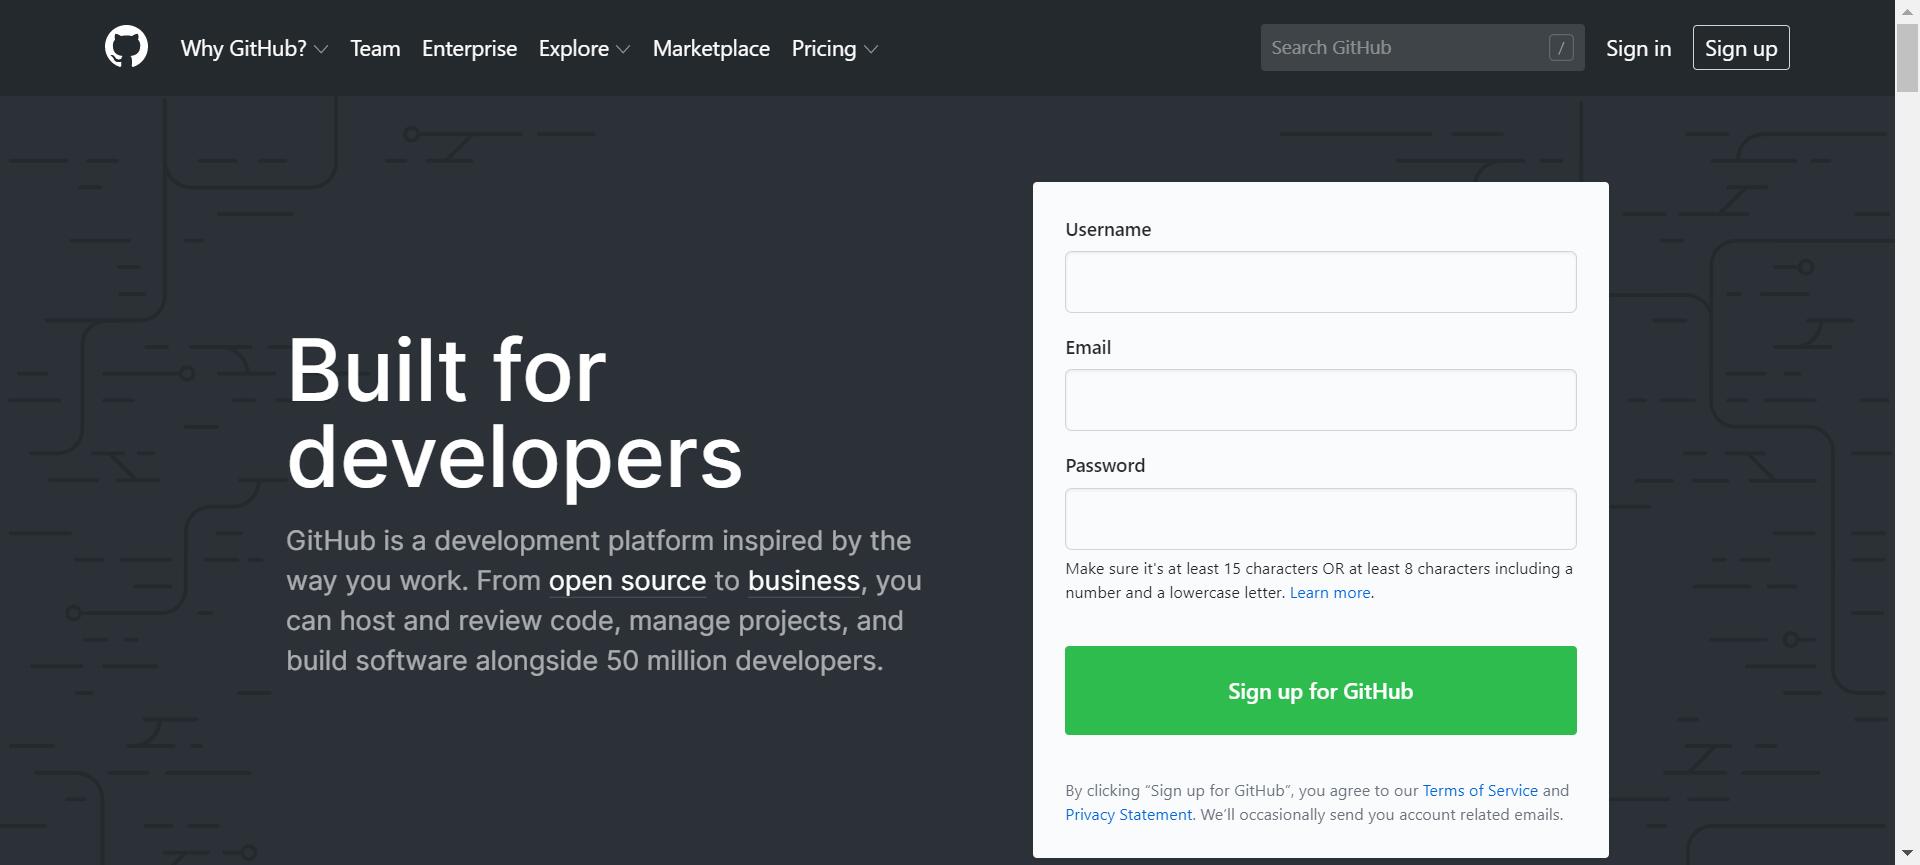 Why GitHub? Team Enterprise Explore Marketplace Pricing Search GitHub / Sign in Sign up
Built for
developers
GitHub is a development platform inspired by the
way you work. From open source to business, you
can host and review code, manage projects, and
build software alongside 50 million developers.
Username
Email
Password
Make sure it's at least 15 characters OR at least 8 characters including a
number and a lowercase letter. Learn more.
Sign up for GitHub
By clicking “Sign up for GitHub”, you agree to our Terms of Service and
Privacy Statement. We’ll occasionally send you account related emails.